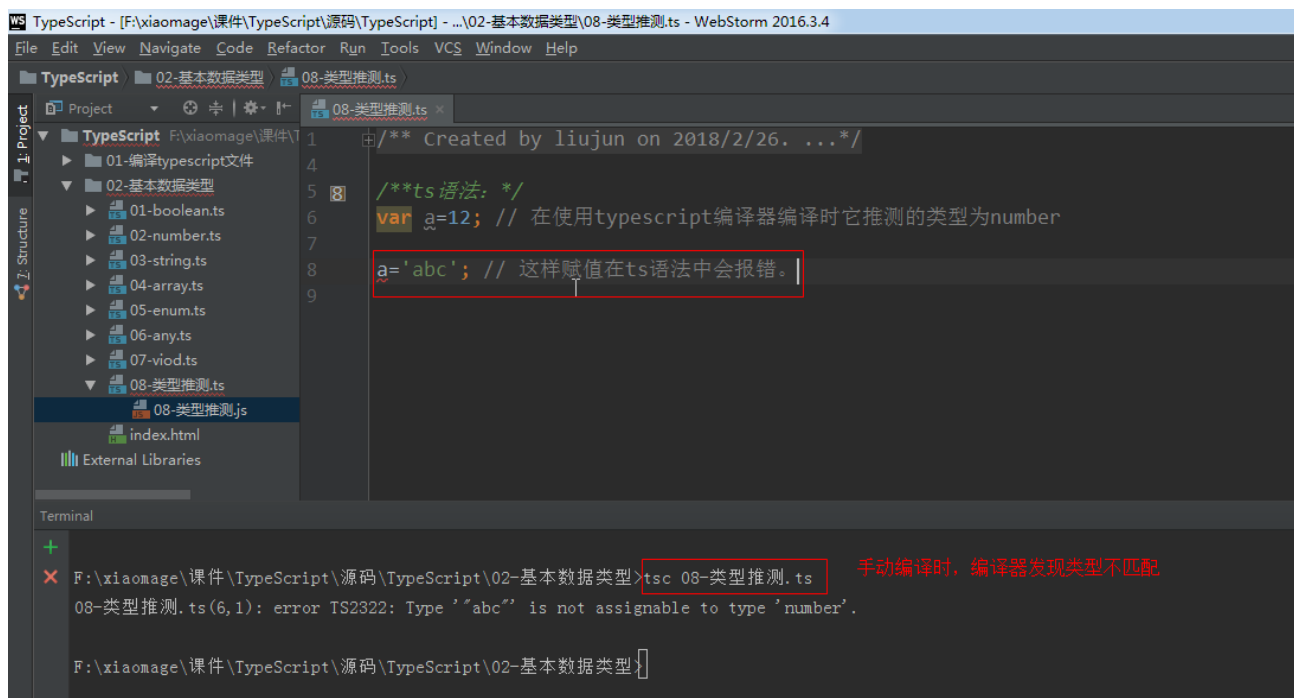 WS TypeScript - [F:\xiaomage\课件\TypeScript\源码\TypeScript] - ...\02-基本数据类型\08-类型推测.ts - WebStorm 2016.3.4
File Edit View Navigate Code Refactor Run Tools VCS Window Help
TypeScript 02-基本数据类型 08-类型推测.ts
Project 08-类型推测.ts ×
1: Project
7: Structure
TypeScript F:\xiaomage\课件\T
01-编译typescript文件
02-基本数据类型
01-boolean.ts
02-number.ts
03-string.ts
04-array.ts
05-enum.ts
06-any.ts
07-viod.ts
08-类型推测.ts
08-类型推测.js
index.html
External Libraries
1 /** Created by liujun on 2018/2/26. ...*/
4
5 /**ts语法: */
6 var a=12; // 在使用typescript编译器编译时它推测的类型为number
7
8 a='abc'; // 这样赋值在ts语法中会报错。
9
Terminal
F:\xiaomage\课件\TypeScript\源码\TypeScript\02-基本数据类型>tsc 08-类型推测.ts 手动编译时，编译器发现类型不匹配
08-类型推测.ts(6,1): error TS2322: Type '"abc"' is not assignable to type 'number'.
F:\xiaomage\课件\TypeScript\源码\TypeScript\02-基本数据类型>